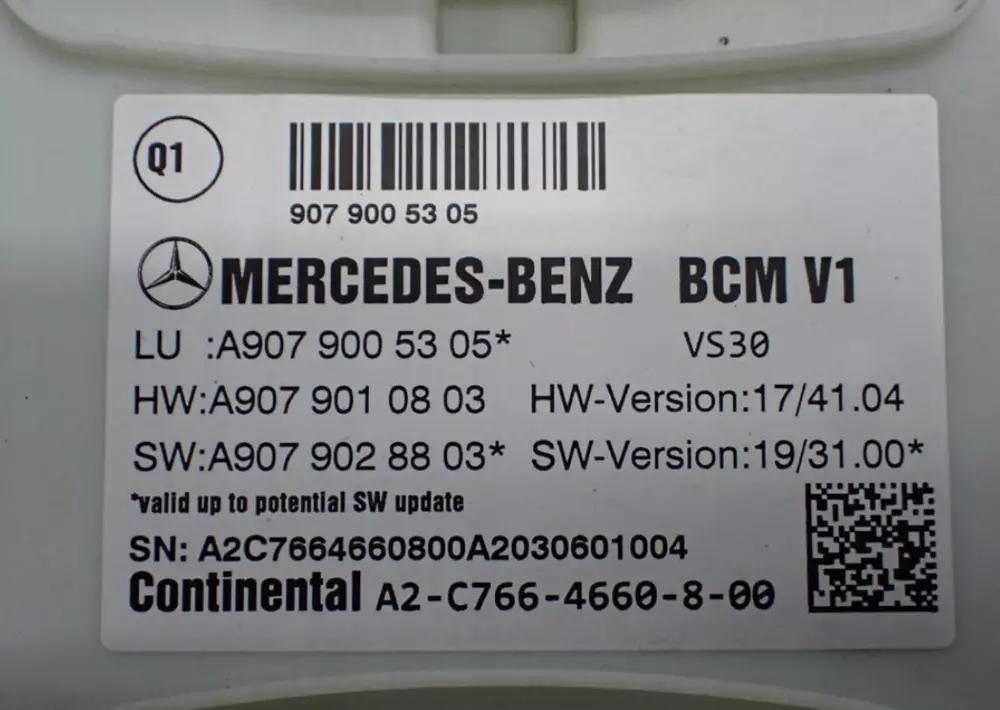 Q1
907 900 53 05
MERCEDES-BENZ BCM V1
LU :A907 900 53 05* VS30
HW:A907 901 08 03 HW-Version:17/41.04
SW:A907 902 88 03* SW-Version:19/31.00*
*valid up to potential SW update
SN: A2C7664660800A2030601004
Continental A2-C766-4660-8-00